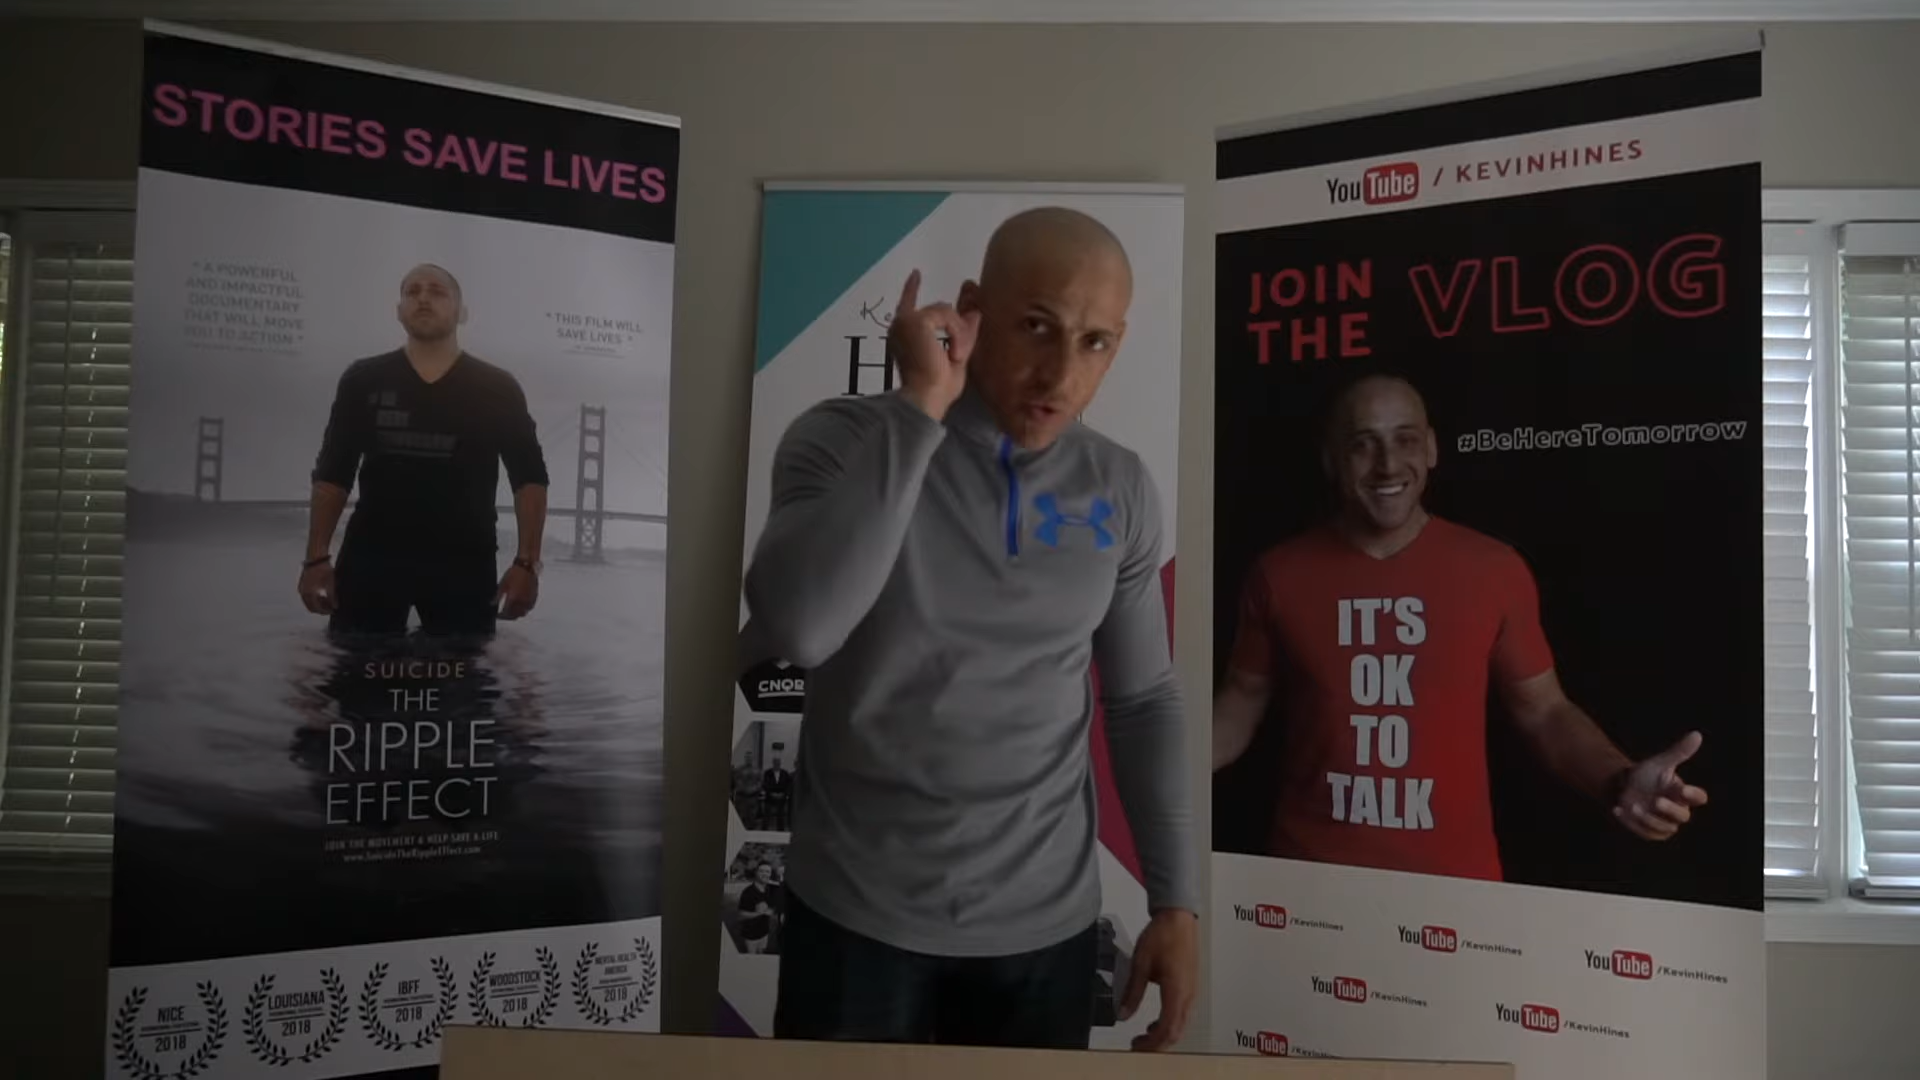 STORIES SAVE LIVES
" A POWERFUL
AND IMPACTFUL
DOCUMENTARY
THAT WILL MOVE
YOU TO ACTION "
" THIS FILM WILL
SAVE LIVES "
SUICIDE
THE
RIPPLE
EFFECT
JOIN THE MOVEMENT & HELP SAVE A LIFE
www.SuicideTheRippleEffect.com
NICE
2018
LOUISIANA
2018
IBFF
2018
WOODSTOCK
2018
MENTAL HEALTH
AMERICA
2018
Ke
H
CNQR
YouTube / KEVINHINES
JOIN
THE
VLOG
#BeHereTomorrow
IT'S
OK
TO
TALK
YouTube /KevinHines
YouTube /KevinHines
YouTube /KevinHines
YouTube /KevinHines
YouTube /KevinHines
YouTube /KevinHines